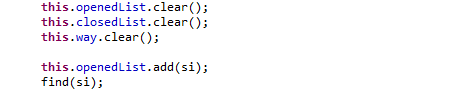 this.openedList.clear();
this.closedList.clear();
this.way.clear();
this.openedList.add(si);
find(si);